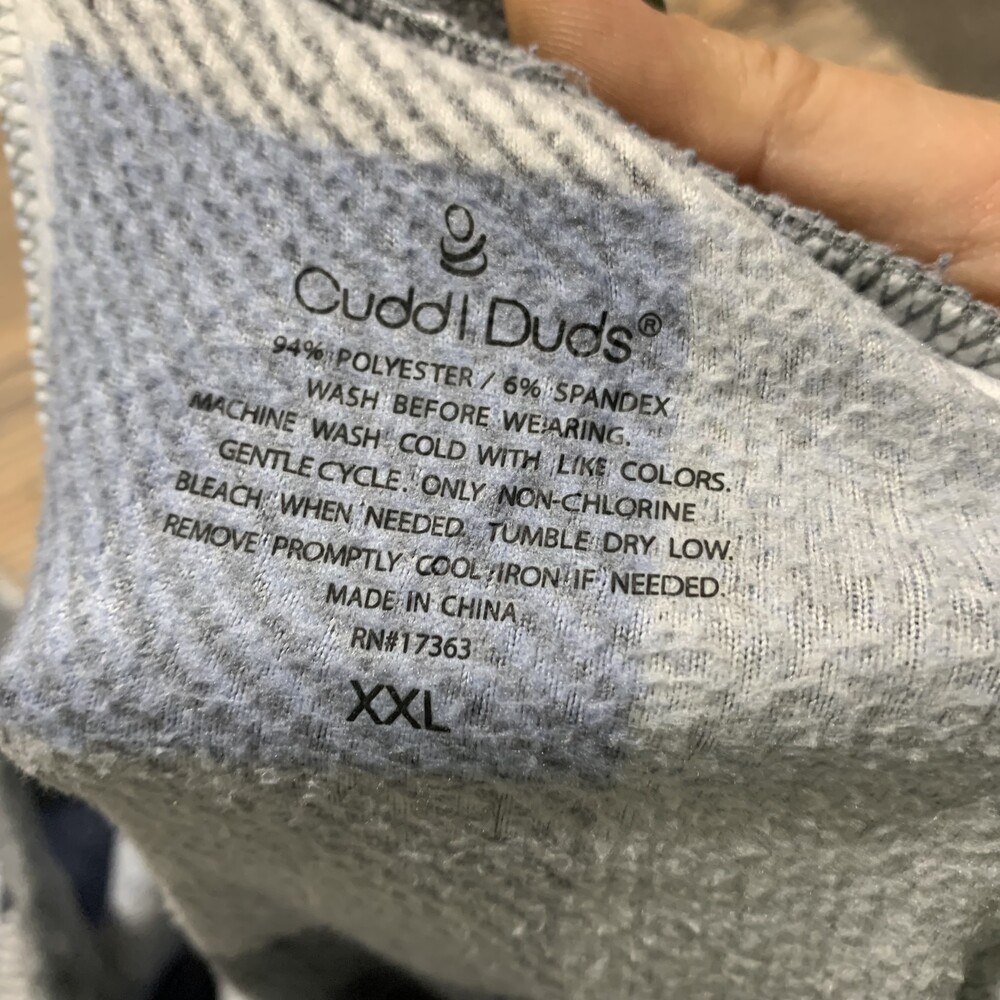 Cuddl Duds®
94% POLYESTER / 6% SPANDEX
WASH BEFORE WEARING.
MACHINE WASH COLD WITH LIKE COLORS.
GENTLE CYCLE. ONLY NON-CHLORINE
BLEACH WHEN NEEDED. TUMBLE DRY LOW.
REMOVE PROMPTLY COOL IRON IF NEEDED.
MADE IN CHINA
RN#17363
XXL